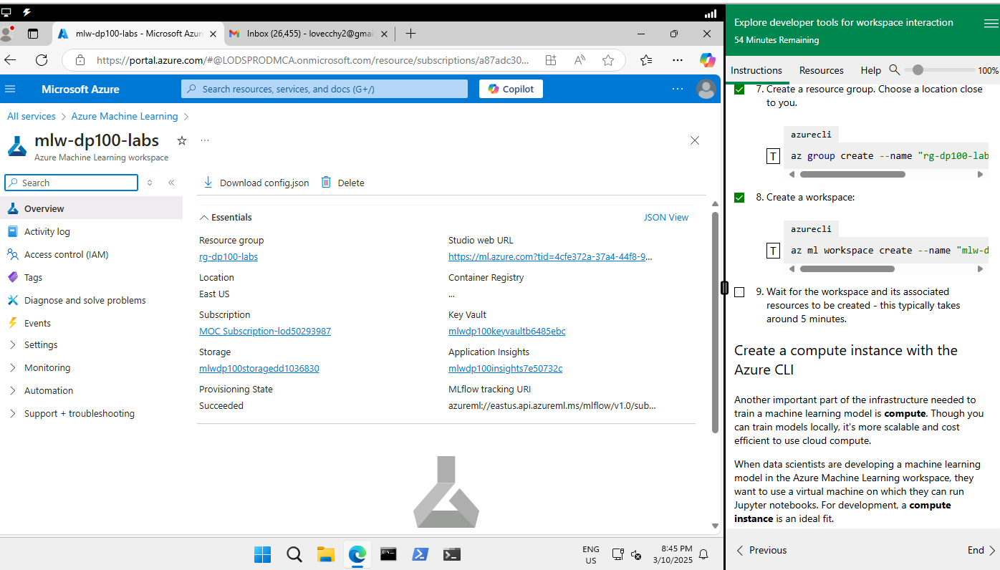 mlw-dp100-labs - Microsoft Azur
Inbox (26,455) - lovecchy2@gmai
https://portal.azure.com/#@LODSPRODMCA.onmicrosoft.com/resource/subscriptions/a87adc30...
Microsoft Azure
Search resources, services, and docs (G+/)
Copilot
All services > Azure Machine Learning >
mlw-dp100-labs
Azure Machine Learning workspace
Search
Overview
Activity log
Access control (IAM)
Tags
Diagnose and solve problems
Events
Settings
Monitoring
Automation
Support + troubleshooting
Download config.json
Delete
Essentials
JSON View
Resource group
rg-dp100-labs
Location
East US
Subscription
MOC Subscription-lod50293987
Storage
mlwdp100storagedd1036830
Provisioning State
Succeeded
Studio web URL
https://ml.azure.com?tid=4cfe372a-37a4-44f8-9...
Container Registry
...
Key Vault
mlwdp100keyvaultb6485ebc
Application Insights
mlwdp100insights7e50732c
MLflow tracking URI
azureml://eastus.api.azureml.ms/mlflow/v1.0/sub...
ENG
US
8:45 PM
3/10/2025
Explore developer tools for workspace interaction
54 Minutes Remaining
Instructions
Resources
Help
100%
7. Create a resource group. Choose a location close
to you.
azurecli
T
az group create --name "rg-dp100-lab
8. Create a workspace:
azurecli
T
az ml workspace create --name "mlw-d
9. Wait for the workspace and its associated
resources to be created - this typically takes
around 5 minutes.
Create a compute instance with the
Azure CLI
Another important part of the infrastructure needed to
train a machine learning model is compute. Though you
can train models locally, it's more scalable and cost
efficient to use cloud compute.
When data scientists are developing a machine learning
model in the Azure Machine Learning workspace, they
want to use a virtual machine on which they can run
Jupyter notebooks. For development, a compute
instance is an ideal fit.
Previous
End